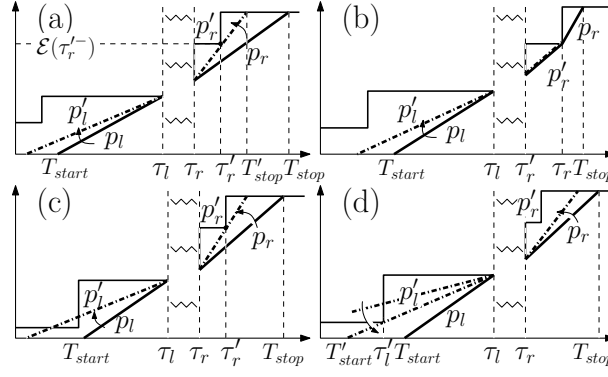 (a)
p'_r
p_r
ℰ(τ'_r−)
p'_l
p_l
T_start τ_l τ_r τ'_r T'_stop T_stop
(b)
p_r
p'_r
p'_l
p_l
T_start τ_l τ_r τ'_r T_stop
(c)
p'_r
p_r
p'_l
p_l
T_start τ_l τ_r τ'_r T_stop
(d)
p'_r
p_r
p'_l
p_l
T'_start τ'_l T_start τ_l τ_r T_stop